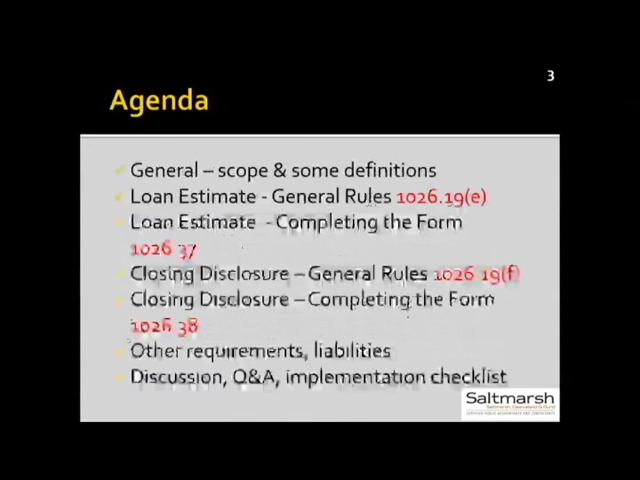 3
Agenda
General – scope & some definitions
Loan Estimate - General Rules 1026.19(e)
Loan Estimate - Completing the Form
1026 37
Closing Disclosure – General Rules 1026 19(f)
Closing Disclosure – Completing the Form
1026 38
Other requirements, liabilities
Discussion, Q&A, implementation checklist
Saltmarsh